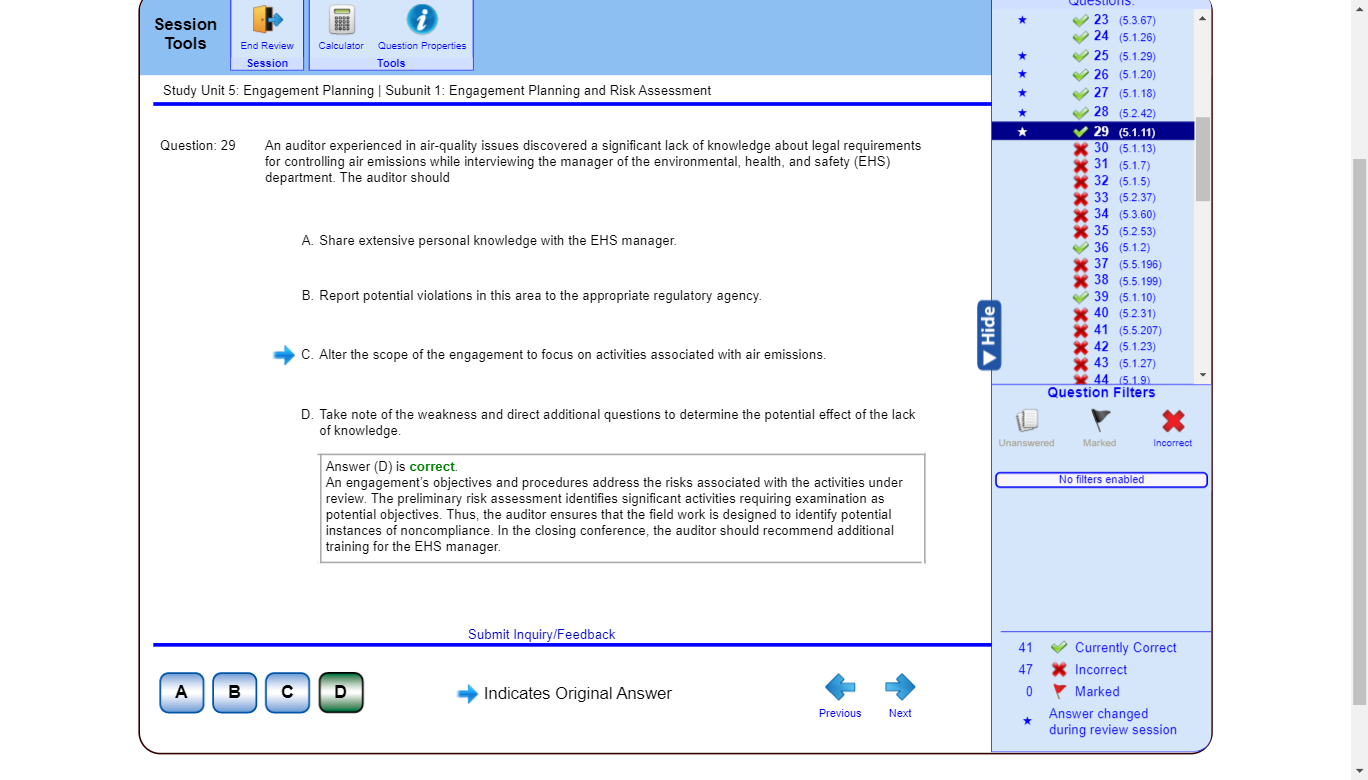 Session
Tools
End Review
Session
Calculator
Question Properties
Tools
Study Unit 5: Engagement Planning | Subunit 1: Engagement Planning and Risk Assessment
Question: 29
An auditor experienced in air-quality issues discovered a significant lack of knowledge about legal requirements
for controlling air emissions while interviewing the manager of the environmental, health, and safety (EHS)
department. The auditor should
A. Share extensive personal knowledge with the EHS manager.
B. Report potential violations in this area to the appropriate regulatory agency.
C. Alter the scope of the engagement to focus on activities associated with air emissions.
D. Take note of the weakness and direct additional questions to determine the potential effect of the lack
of knowledge.
Answer (D) is correct.
An engagement's objectives and procedures address the risks associated with the activities under
review. The preliminary risk assessment identifies significant activities requiring examination as
potential objectives. Thus, the auditor ensures that the field work is designed to identify potential
instances of noncompliance. In the closing conference, the auditor should recommend additional
training for the EHS manager.
Submit Inquiry/Feedback
A
B
C
D
Indicates Original Answer
Previous
Next
Questions:
23 (5.3.67)
24 (5.1.26)
25 (5.1.29)
26 (5.1.20)
27 (5.1.18)
28 (5.2.42)
29 (5.1.11)
30 (5.1.13)
31 (5.1.7)
32 (5.1.5)
33 (5.2.37)
34 (5.3.60)
35 (5.2.53)
36 (5.1.2)
37 (5.5.196)
38 (5.5.199)
39 (5.1.10)
40 (5.2.31)
41 (5.5.207)
42 (5.1.23)
43 (5.1.27)
44 (5.1.9)
Hide
Question Filters
Unanswered
Marked
Incorrect
No filters enabled
41 Currently Correct
47 Incorrect
0 Marked
Answer changed
during review session